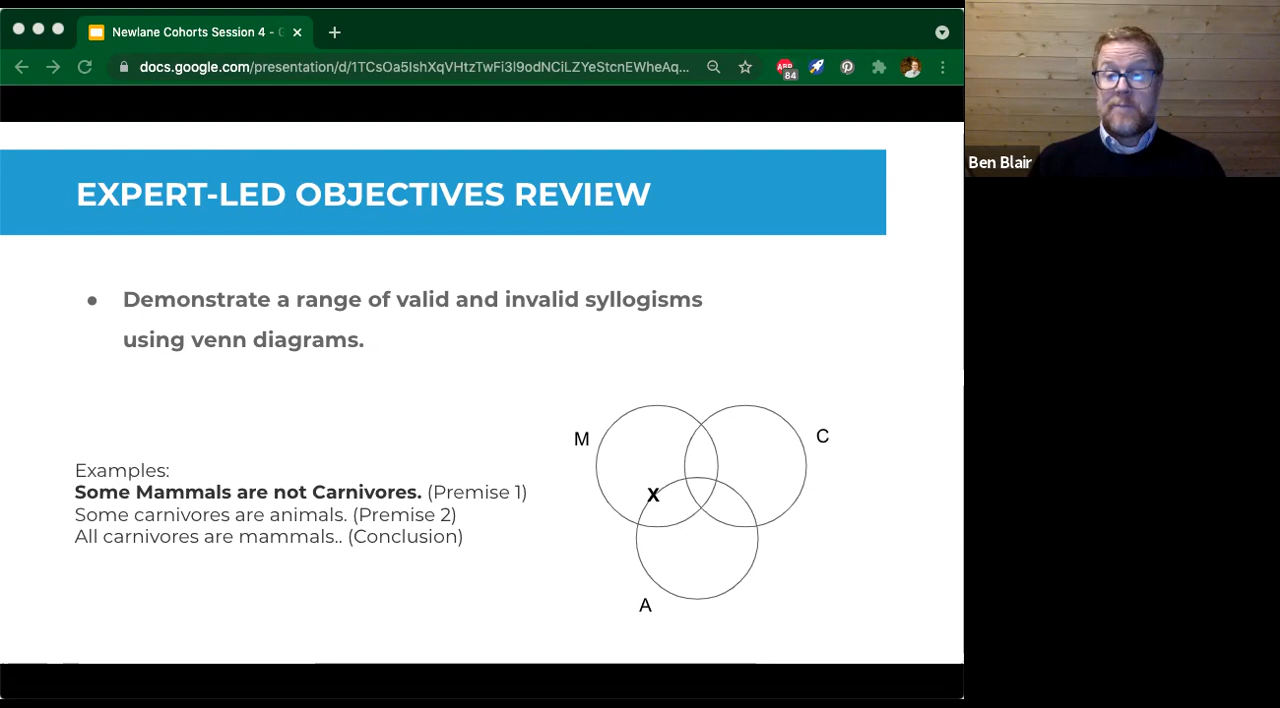 Newlane Cohorts Session 4 -
docs.google.com/presentation/d/1TCsOa5IshXqVHtzTwFi3l9odNCiLZYeStcnEWheAq...
84
Ben Blair
EXPERT-LED OBJECTIVES REVIEW
● Demonstrate a range of valid and invalid syllogisms
using venn diagrams.
M
C
X
A
Examples:
Some Mammals are not Carnivores. (Premise 1)
Some carnivores are animals. (Premise 2)
All carnivores are mammals.. (Conclusion)